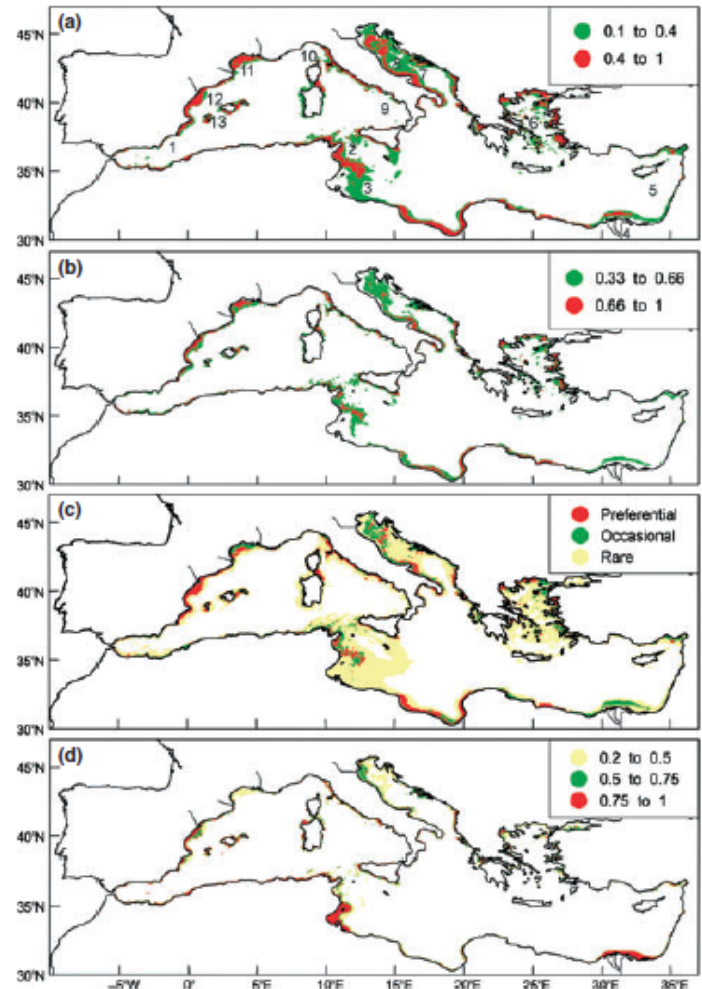 (a)
0.1 to 0.4
0.4 to 1
45°N
10
11
40°N
12
13
9
6
1
2
35°N
3
5
4
30°N
(b)
0.33 to 0.66
0.66 to 1
45°N
40°N
35°N
30°N
(c)
Preferential
Occasional
Rare
45°N
40°N
35°N
30°N
(d)
0.2 to 0.5
0.5 to 0.75
0.75 to 1
45°N
40°N
35°N
30°N
−5°W 0° 5°E 10°E 15°E 20°E 25°E 30°E 35°E